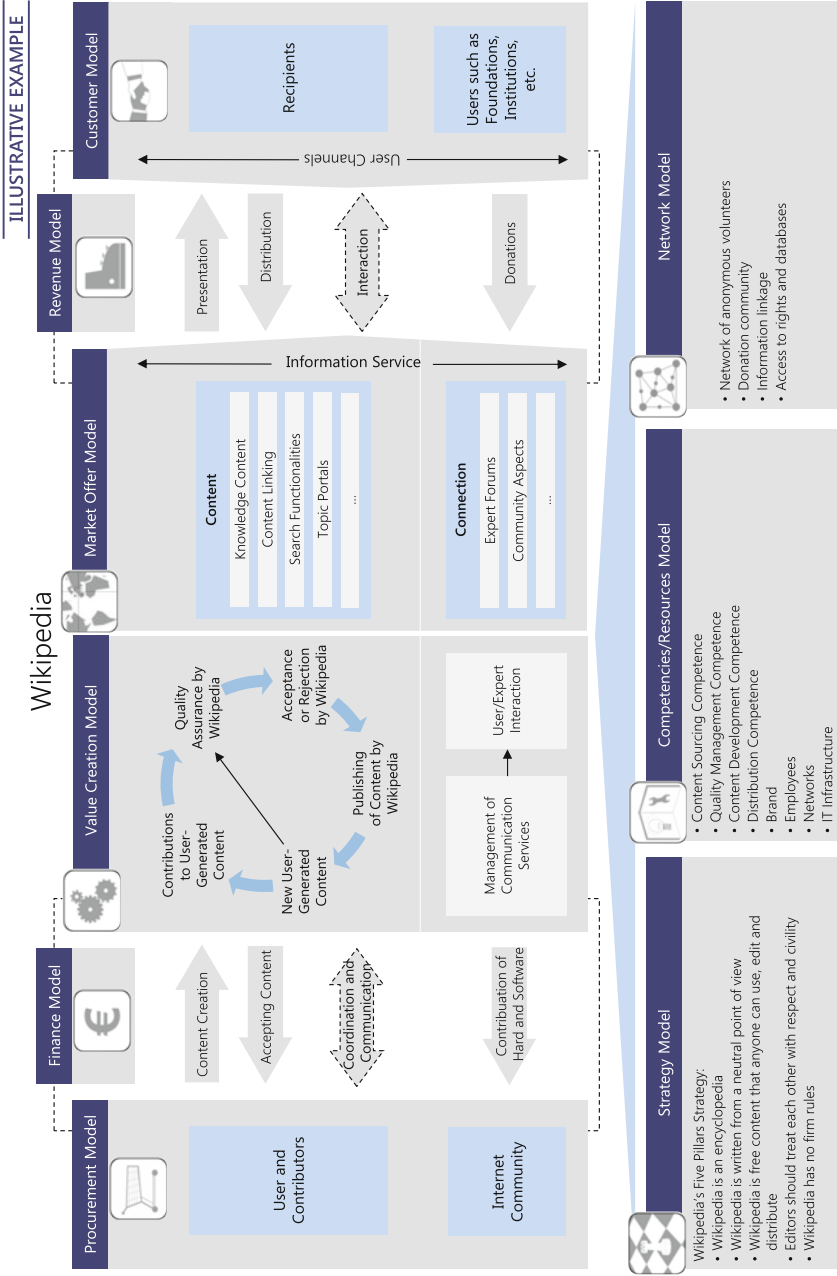 ILLUSTRATIVE EXAMPLE
Wikipedia
Procurement Model
User and
Contributors
Internet
Community
Finance Model
€
Content Creation
Accepting Content
Coordination and
Communication
Contribuation of
Hard and Software
Value Creation Model
Contributions
to User-
Generated
Content
Quality
Assurance by
Wikipedia
Acceptance
or Rejection
by Wikipedia
Publishing
of Content by
Wikipedia
New User-
Generated
Content
Management of
Communication
Services
User/Expert
Interaction
Market Offer Model
Content
Knowledge Content
Content Linking
Search Functionalities
Topic Portals
...
Connection
Expert Forums
Community Aspects
...
Information Service
Revenue Model
Presentation
Distribution
Interaction
Donations
Customer Model
User Channels
Recipients
Users such as
Foundations,
Institutions,
etc.
Strategy Model
Wikipedia's Five Pillars Strategy:
• Wikipedia is an encyclopedia
• Wikipedia is written from a neutral point of view
• Wikipedia is free content that anyone can use, edit and
distribute
• Editors should treat each other with respect and civility
• Wikipedia has no firm rules
Competencies/Resources Model
• Content Sourcing Competence
• Quality Management Competence
• Content Development Competence
• Distribution Competence
• Brand
• Employees
• Networks
• IT Infrastructure
Network Model
• Network of anonymous volunteers
• Donation community
• Information linkage
• Access to rights and databases